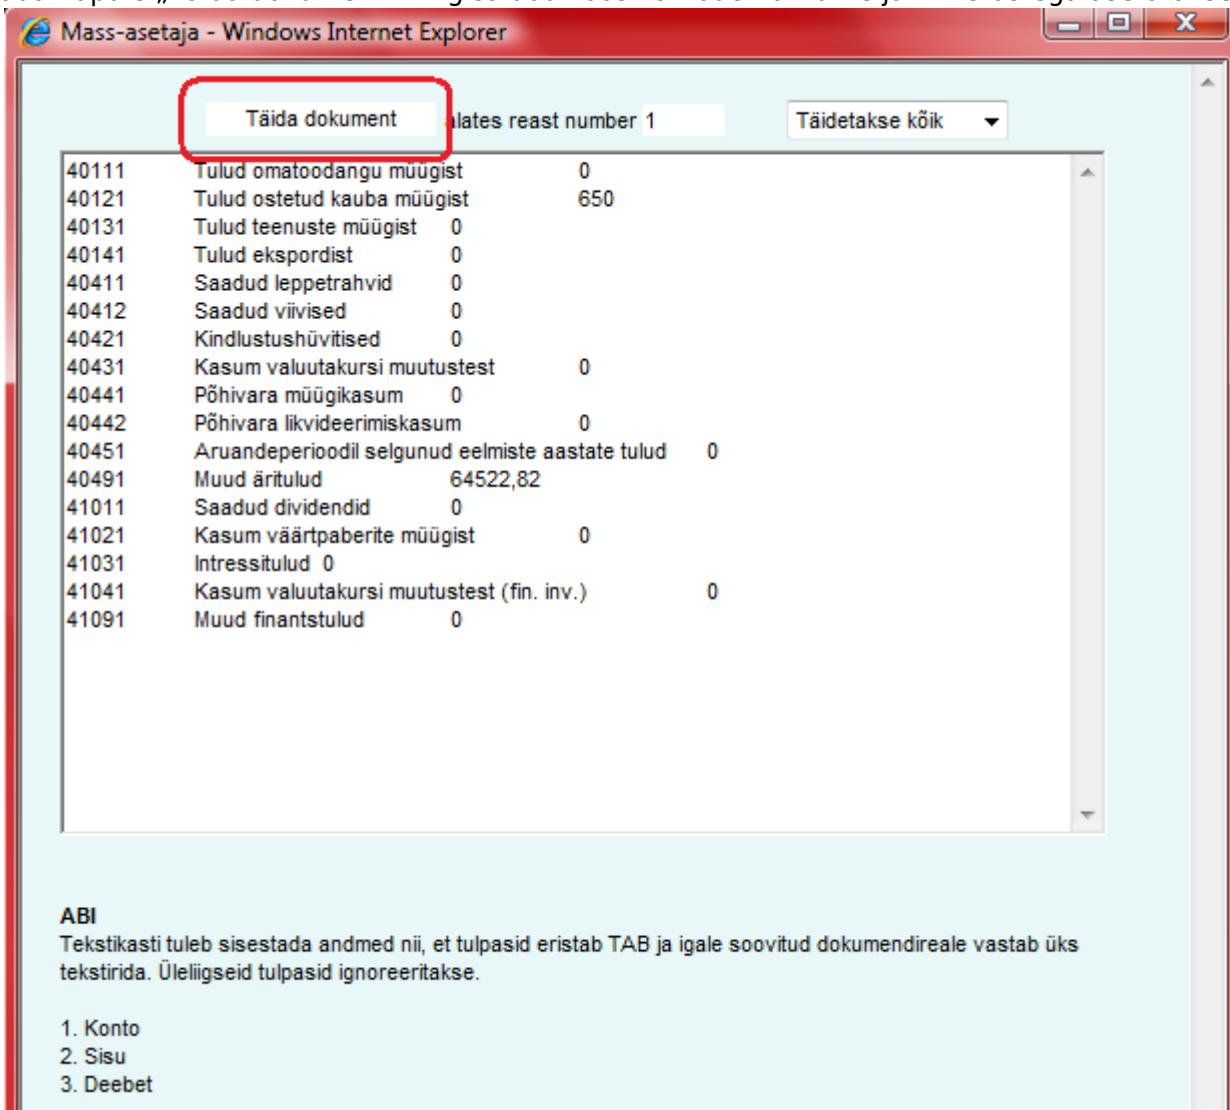 Mass-asetaja - Windows Internet Explorer
Täida dokument alates reast number 1 Täidetakse kõik
40111 Tulud omatoodangu müügist 0
40121 Tulud ostetud kauba müügist 650
40131 Tulud teenuste müügist 0
40141 Tulud ekspordist 0
40411 Saadud leppetrahvid 0
40412 Saadud viivised 0
40421 Kindlustushüvitised 0
40431 Kasum valuutakursi muutustest 0
40441 Põhivara müügikasum 0
40442 Põhivara likvideerimiskasum 0
40451 Aruandeperioodil selgunud eelmiste aastate tulud 0
40491 Muud äritulud 64522,82
41011 Saadud dividendid 0
41021 Kasum väärtpaberite müügist 0
41031 Intressitulud 0
41041 Kasum valuutakursi muutustest (fin. inv.) 0
41091 Muud finantstulud 0
ABI
Tekstikasti tuleb sisestada andmed nii, et tulpasid eristab TAB ja igale soovitud dokumendireale vastab üks
tekstirida. Üleliigseid tulpasid ignoreeritakse.
1. Konto
2. Sisu
3. Deebet